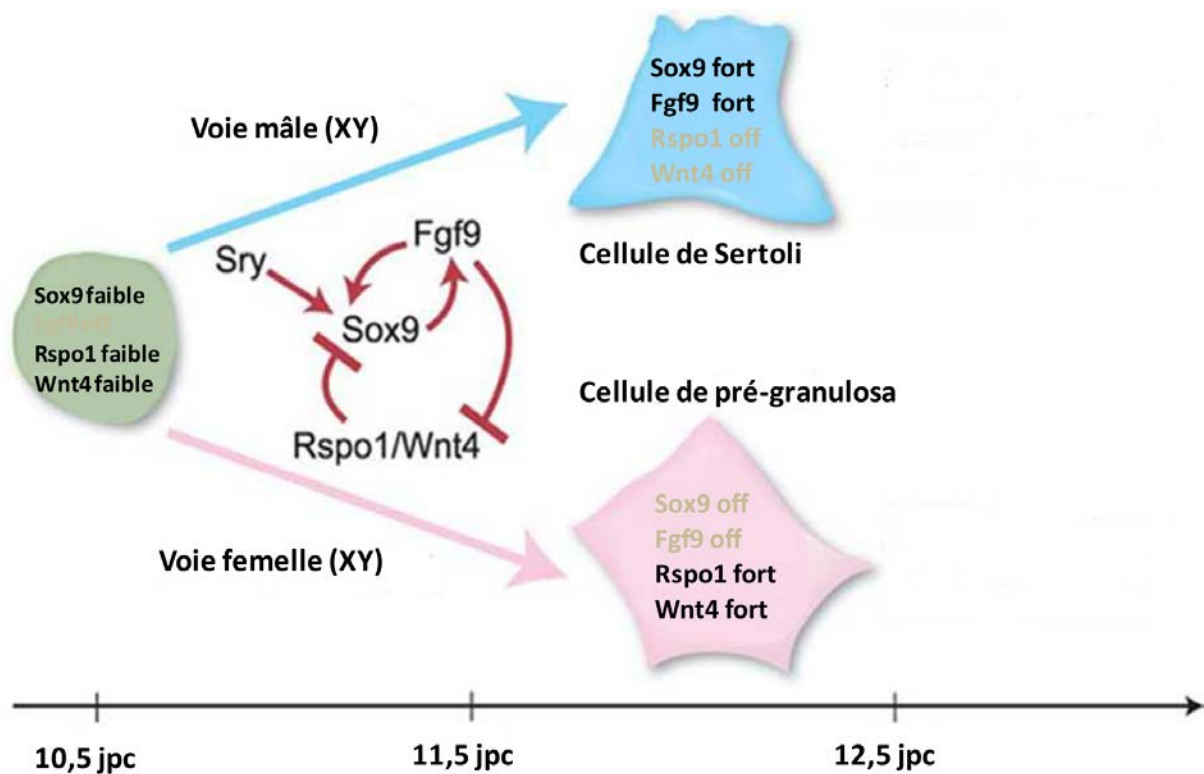 Voie mâle (XY)
Sox9 fort
Fgf9 fort
Rspo1 off
Wnt4 off
Cellule de Sertoli
Sox9 faible
Fgf9 off
Rspo1 faible
Wnt4 faible
Sry
Fgf9
Sox9
Rspo1/Wnt4
Cellule de pré-granulosa
Voie femelle (XY)
Sox9 off
Fgf9 off
Rspo1 fort
Wnt4 fort
10,5 jpc
11,5 jpc
12,5 jpc